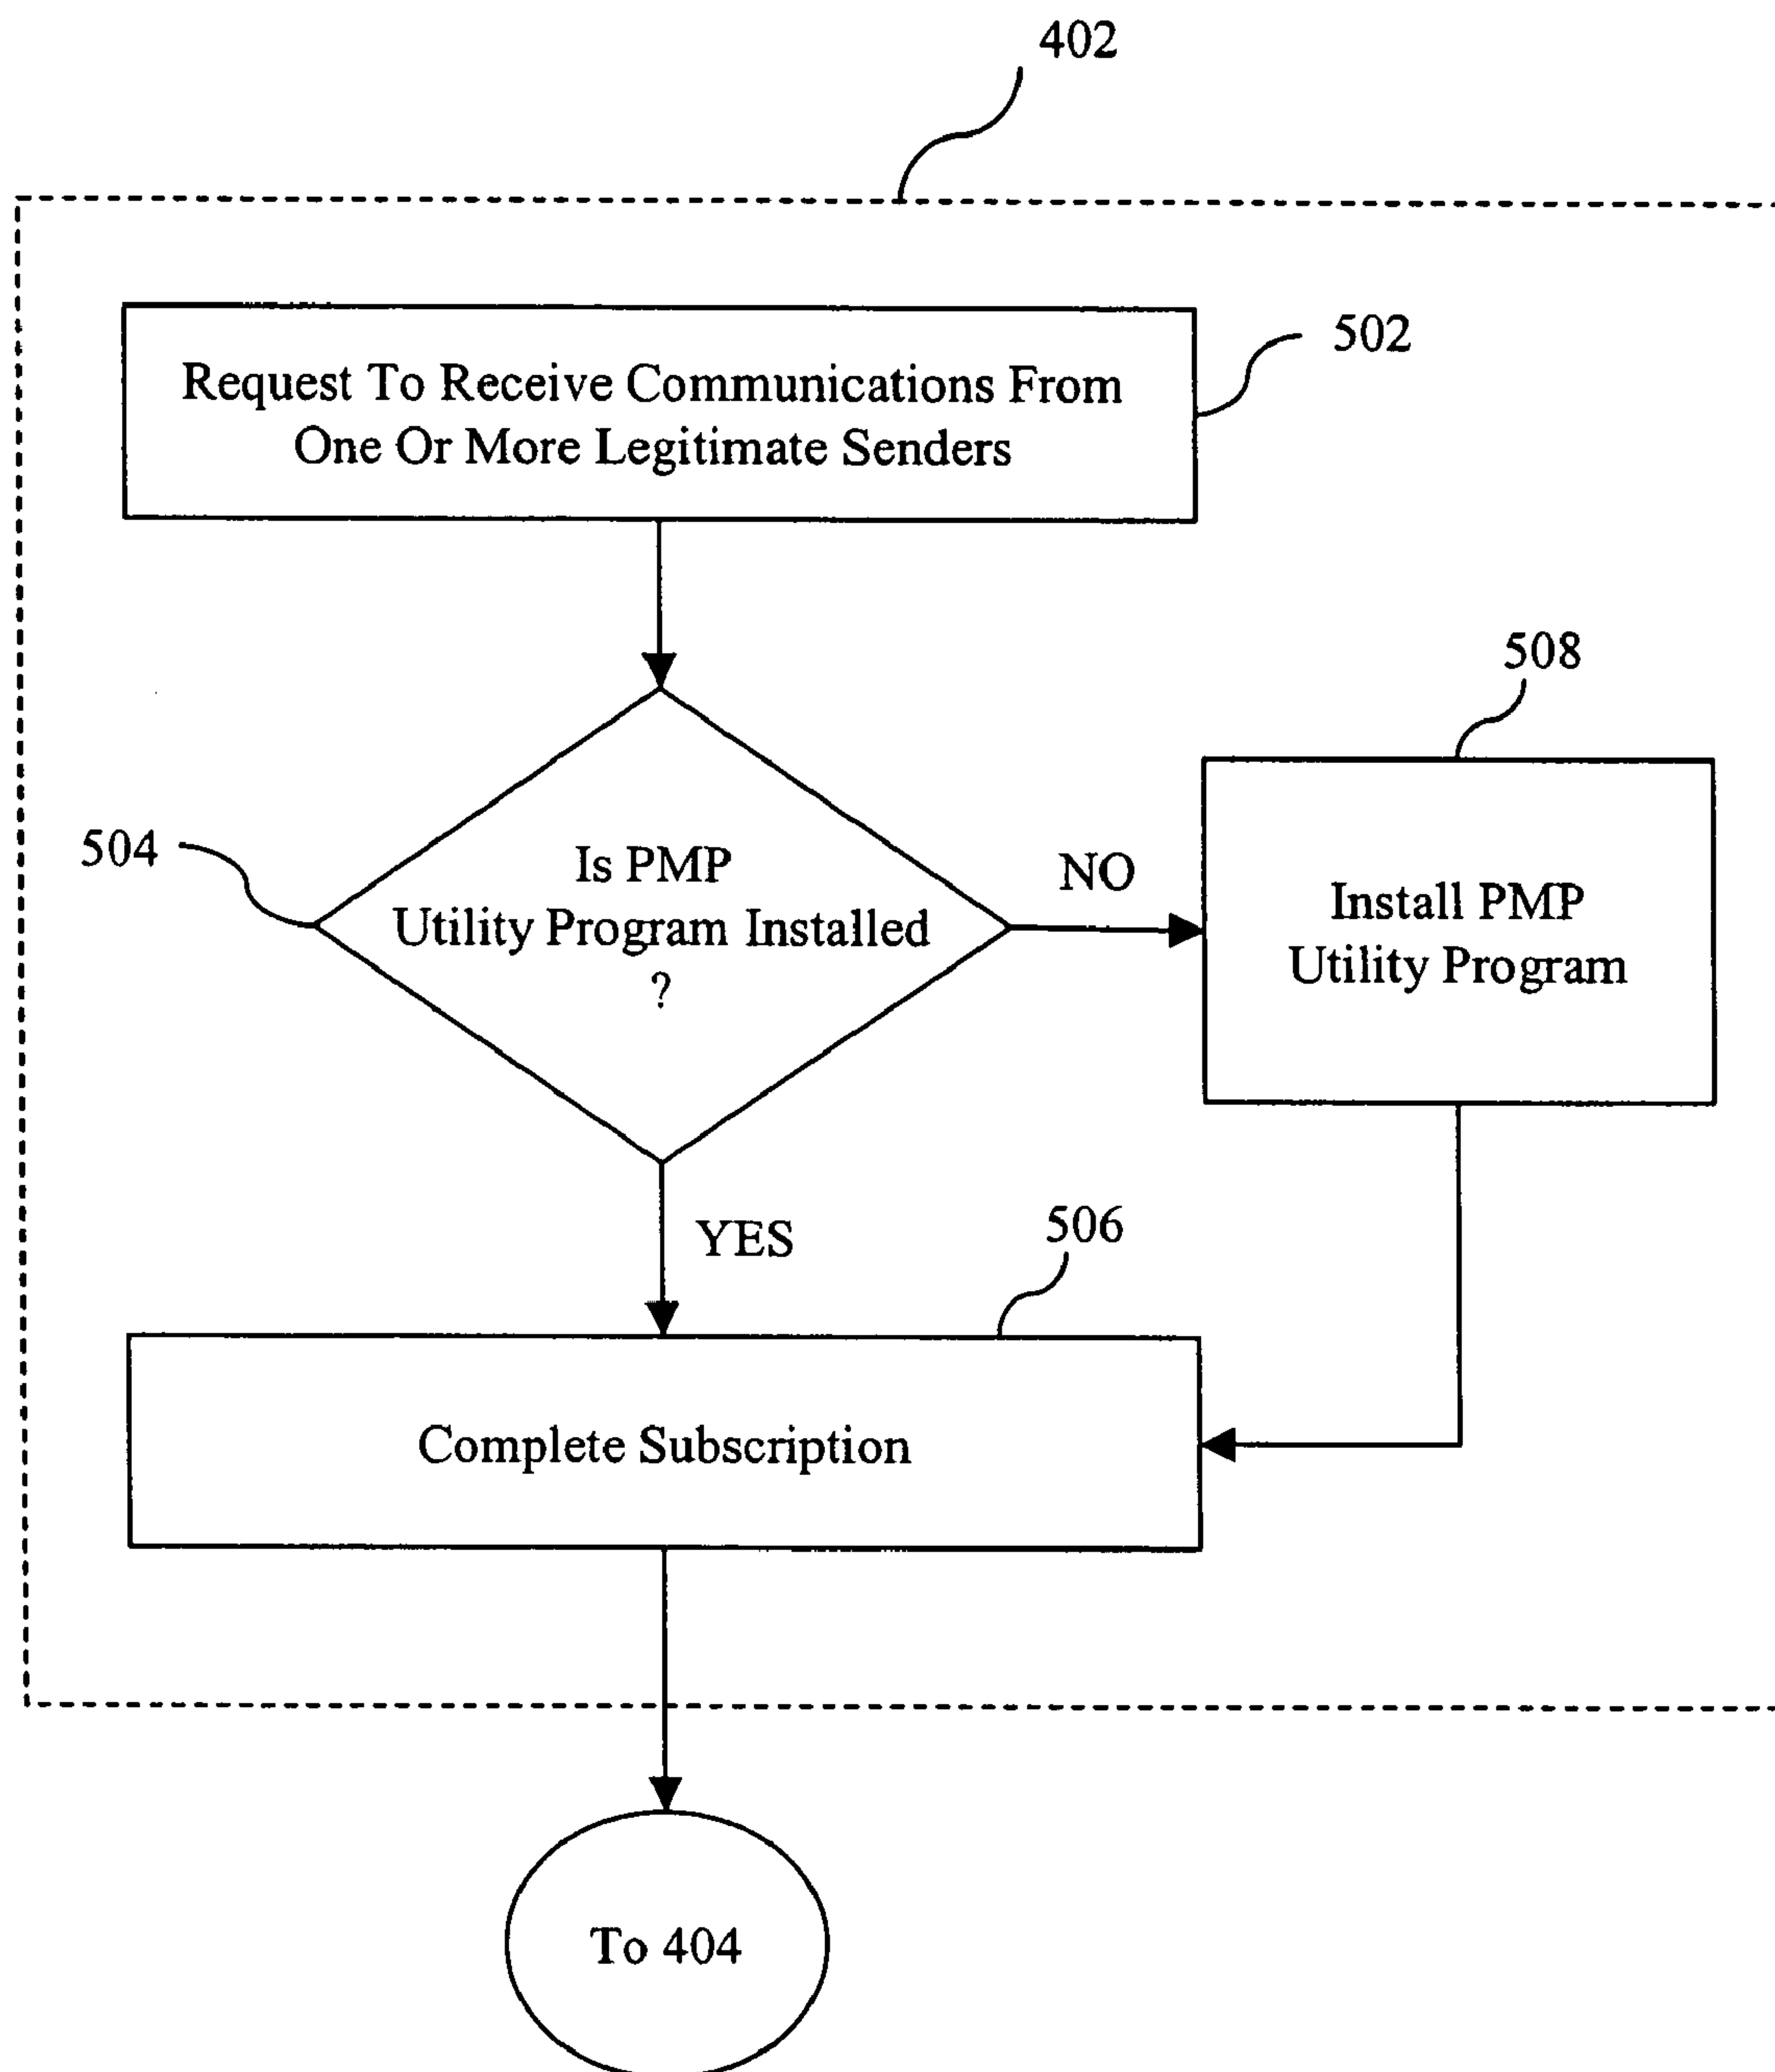 402
Request To Receive Communications From
One Or More Legitimate Senders
502
508
504
Is PMP
Utility Program Installed
?
NO
Install PMP
Utility Program
YES
506
Complete Subscription
To 404